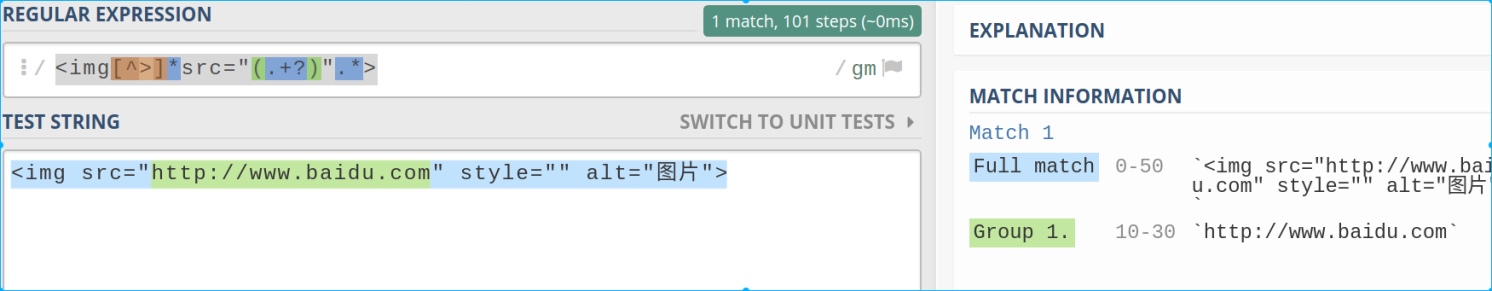 REGULAR EXPRESSION
1 match, 101 steps (~0ms)
/ <img[^>]*src="(.+?)".*>
/ gm
TEST STRING
SWITCH TO UNIT TESTS
<img src="http://www.baidu.com" style="" alt="图片">
EXPLANATION
MATCH INFORMATION
Match 1
Full match 0-50 `<img src="http://www.bai
u.com" style="" alt="图片"
`
Group 1. 10-30 `http://www.baidu.com`